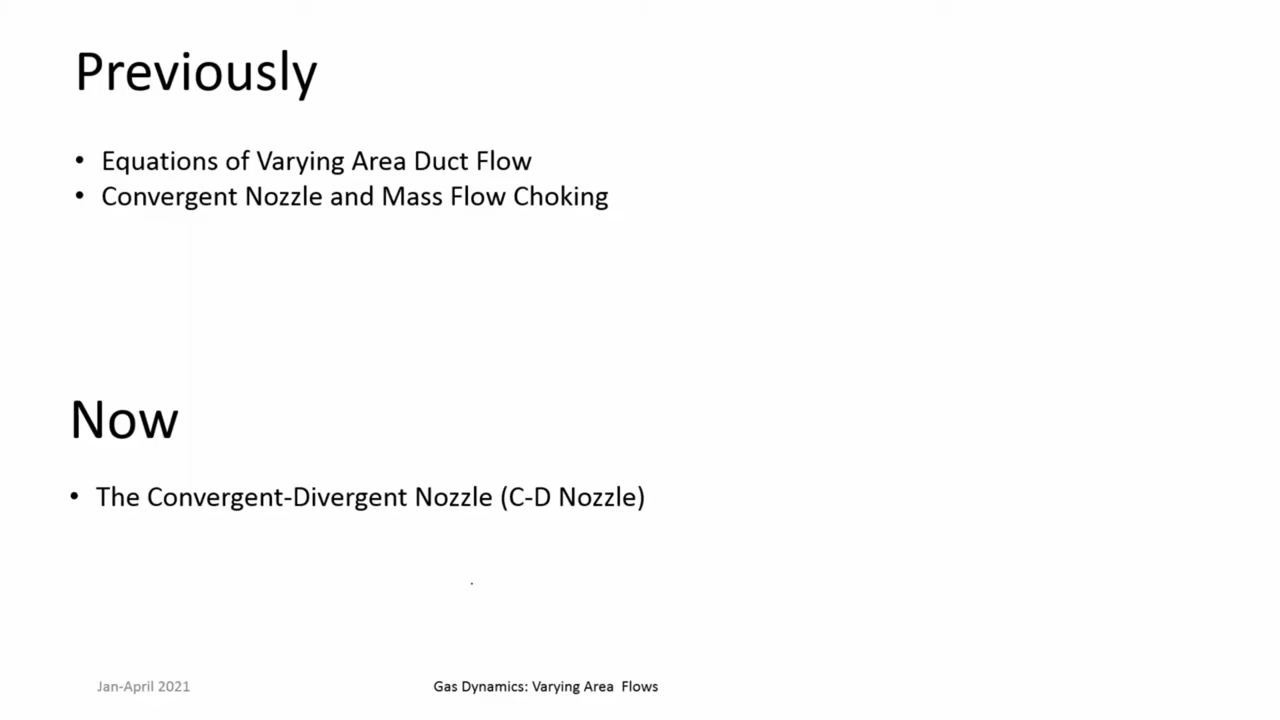 Previously
• Equations of Varying Area Duct Flow
• Convergent Nozzle and Mass Flow Choking
Now
• The Convergent-Divergent Nozzle (C-D Nozzle)
Jan-April 2021
Gas Dynamics: Varying Area  Flows